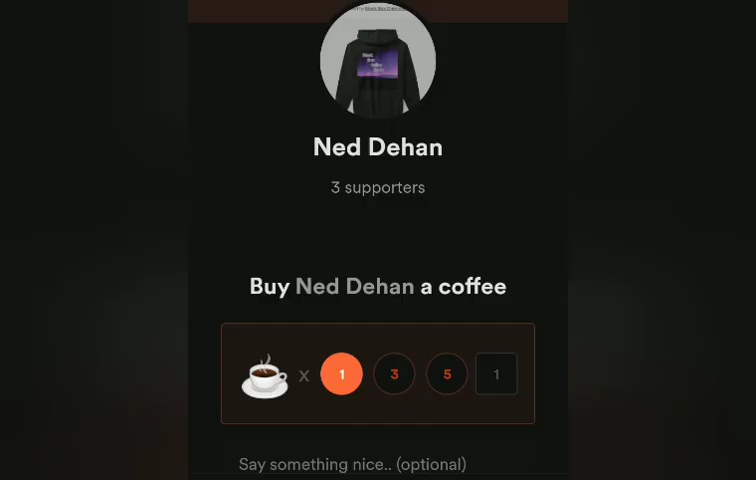 Ned Dehan
3 supporters
Buy Ned Dehan a coffee
x 1 3 5 1
Say something nice.. (optional)